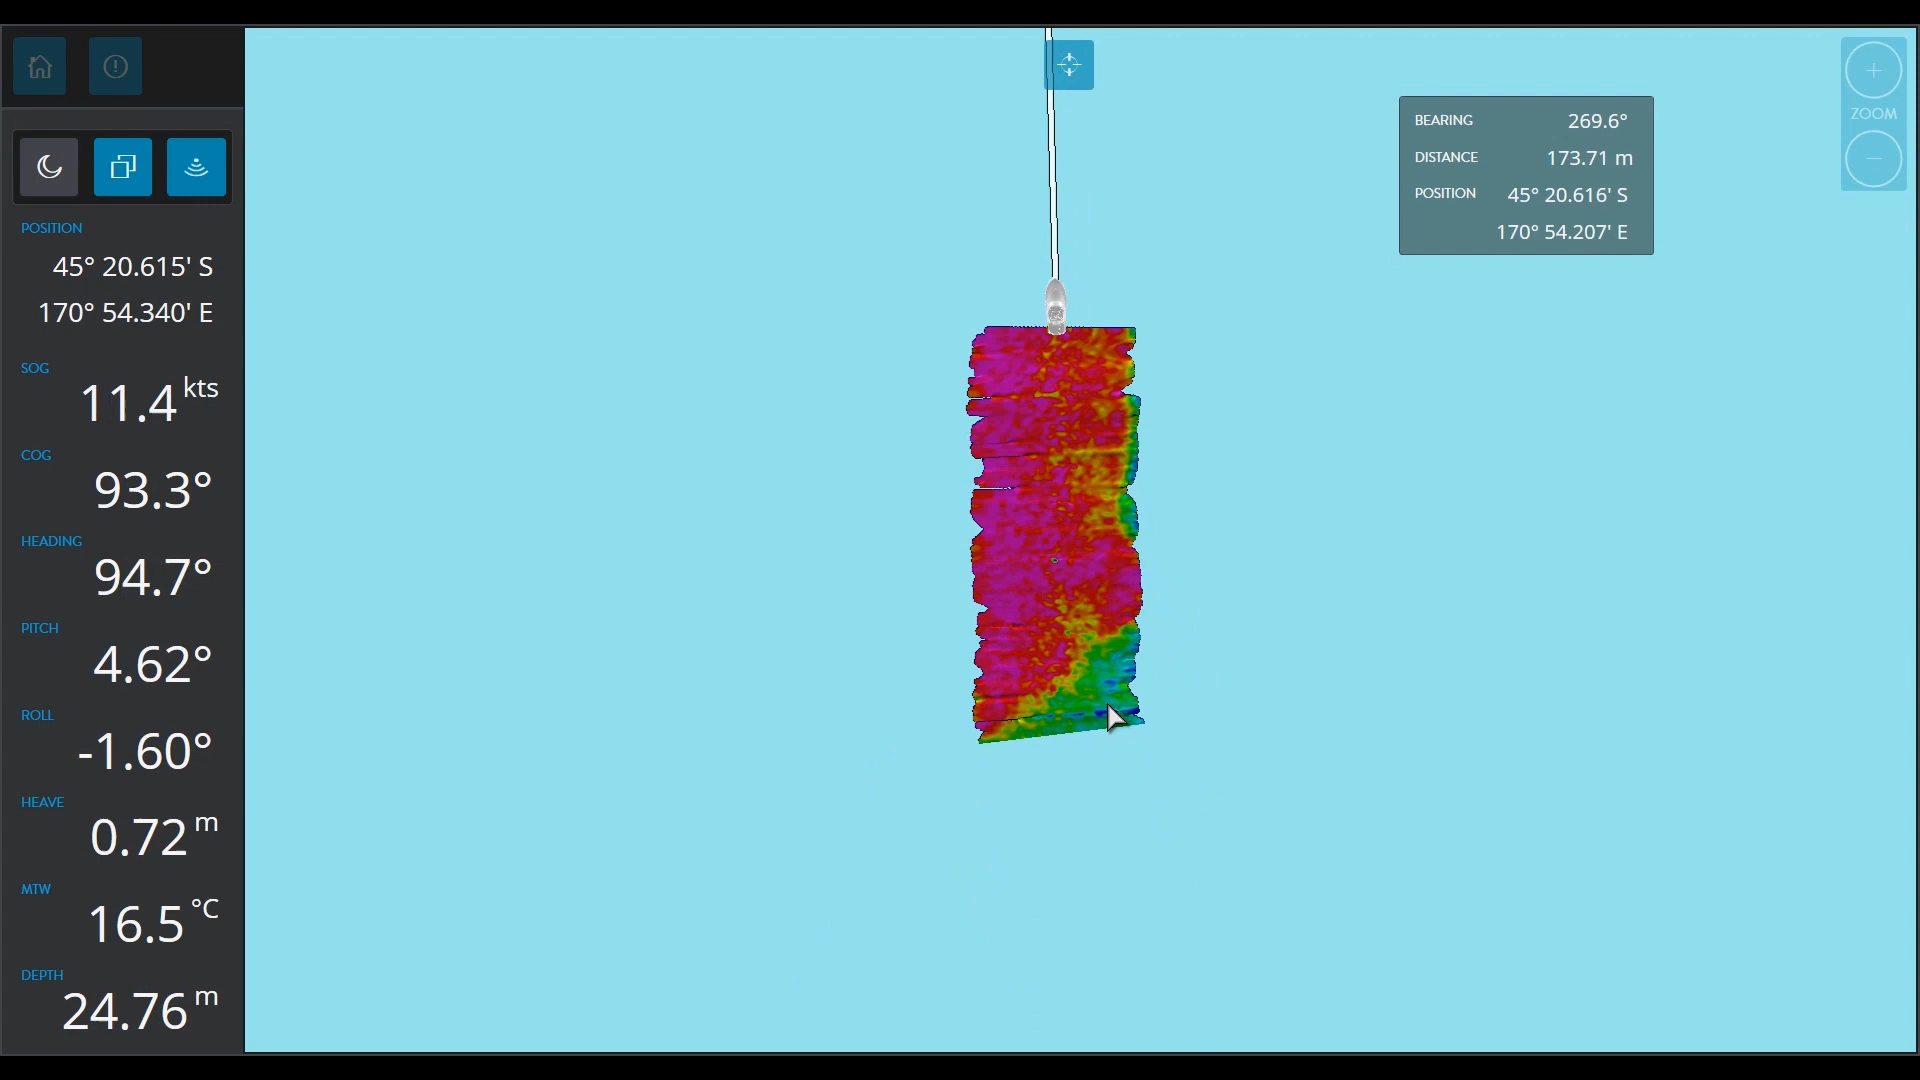 POSITION
45° 20.615' S
170° 54.340' E
SOG
11.4 kts
COG
93.3°
HEADING
94.7°
PITCH
4.62°
ROLL
-1.60°
HEAVE
0.72 m
MTW
16.5 °C
DEPTH
24.76 m
BEARING 269.6°
DISTANCE 173.71 m
POSITION 45° 20.616' S
170° 54.207' E
ZOOM